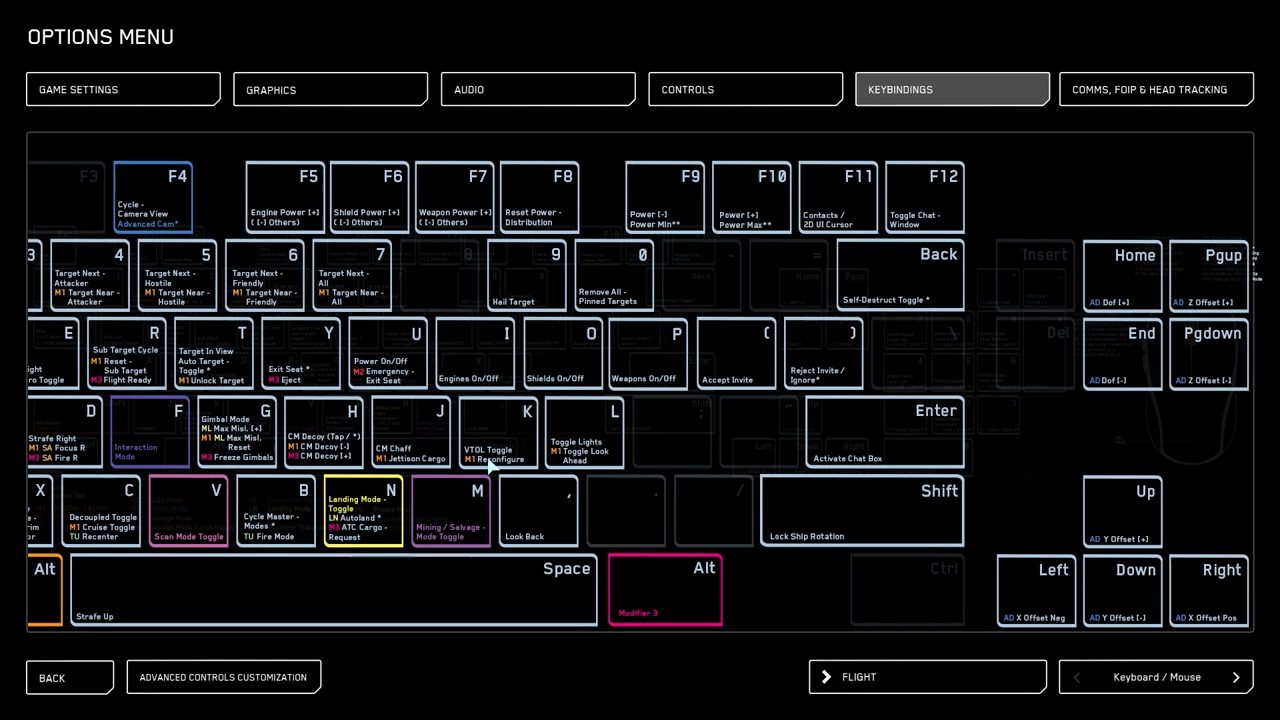 OPTIONS MENU
GAME SETTINGS
GRAPHICS
AUDIO
CONTROLS
KEYBINDINGS
COMMS, FOIP & HEAD TRACKING
F3
F4
Cycle -
Camera View
Advanced Cam*
F5
Engine Power [+]
( [-] Others)
F6
Shield Power [+]
( [-] Others)
F7
Weapon Power [+]
( [-] Others)
F8
Reset Power -
Distribution
F9
Power [-]
Power Min**
F10
Power [+]
Power Max**
F11
Contacts /
2D UI Cursor
F12
Toggle Chat -
Window
3
4
Target Next -
Attacker
M1 Target Near -
Attacker
5
Target Next -
Hostile
M1 Target Near -
Hostile
6
Target Next -
Friendly
M1 Target Near -
Friendly
7
Target Next -
All
M1 Target Near -
All
8
9
Hail Target
0
Remove All -
Pinned Targets
-
=
Back
Self-Destruct Toggle *
Insert
Home
AD Dof [+]
Pgup
AD Z Offset [+]
E
ight
ro Toggle
R
Sub Target Cycle
M1 Reset -
Sub Target
M3 Flight Ready
T
Target In View
Auto Target -
Toggle *
M1 Unlock Target
Y
Exit Seat *
M3 Eject
U
Power On/Off
M2 Emergency -
Exit Seat
I
Engines On/Off
O
Shields On/Off
P
Weapons On/Off
(
Accept Invite
)
Reject Invite /
Ignore*
\
Del
End
AD Dof [-]
Pgdown
AD Z Offset [-]
D
Strafe Right
M1 SA Focus R
M3 SA Fire R
F
Interaction
Mode
G
Gimbal Mode
ML Max Misl. [+]
M1 ML Max Misl.
Reset
M3 Freeze Gimbals
H
CM Decoy (Tap / *)
M1 CM Decoy [-]
M3 CM Decoy [+]
J
CM Chaff
M1 Jettison Cargo
K
VTOL Toggle
M1 Reconfigure
L
Toggle Lights
M1 Toggle Look
Ahead
;
Enter
Activate Chat Box
X
C
Decoupled Toggle
M1 Cruise Toggle
TU Recenter
V
Scan Mode Toggle
B
Cycle Master -
Modes *
TU Fire Mode
N
Landing Mode -
Toggle
LN Autoland *
M3 ATC Cargo -
Request
M
Mining / Salvage -
Mode Toggle
,
Look Back
.
/
Shift
Lock Ship Rotation
Up
AD Y Offset [+]
Alt
Space
Strafe Up
Alt
Modifier 3
Ctrl
Left
AD X Offset Neg
Down
AD Y Offset [-]
Right
AD X Offset Pos
BACK
ADVANCED CONTROLS CUSTOMIZATION
FLIGHT
Keyboard / Mouse